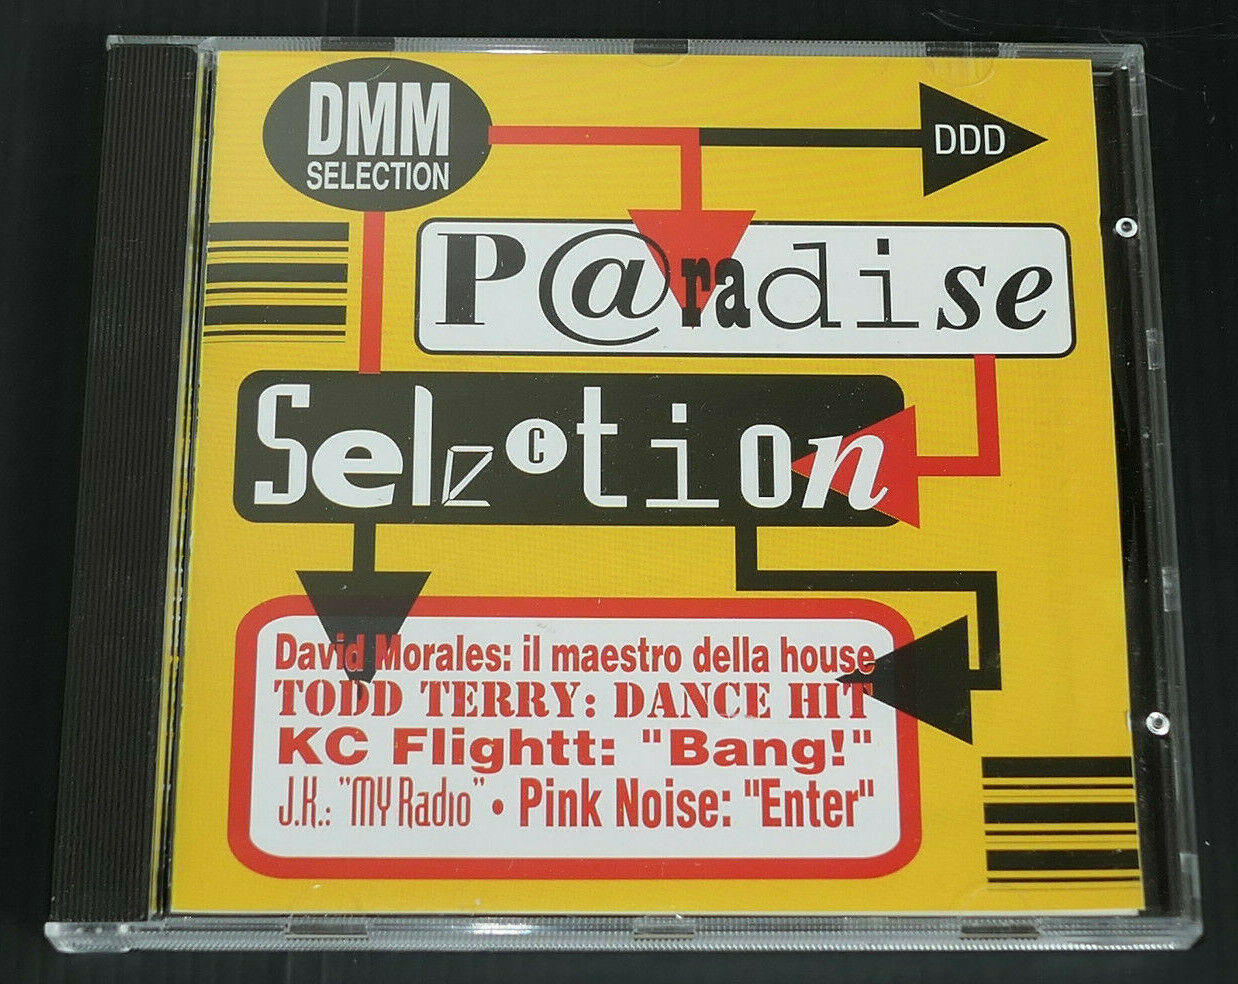 DMM
SELECTION
DDD
P@radise
Selection
David Morales: il maestro della house
TODD TERRY: DANCE HIT
KC Flightt: "Bang!"
J.K.: "MY Radio" • Pink Noise: "Enter"